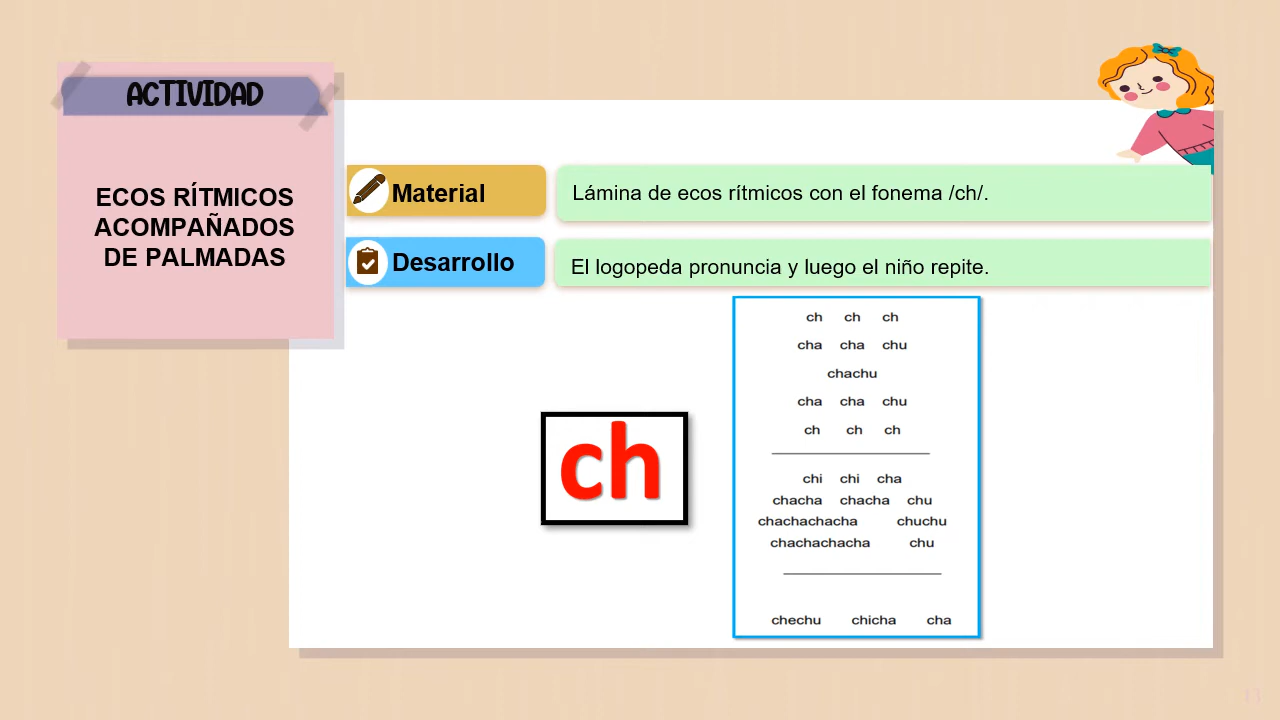 ACTIVIDAD
ECOS RÍTMICOS
ACOMPAÑADOS
DE PALMADAS
Material
Lámina de ecos rítmicos con el fonema /ch/.
Desarrollo
El logopeda pronuncia y luego el niño repite.
ch
ch ch ch
cha cha chu
chachu
cha cha chu
ch ch ch
chi chi cha
chacha chacha chu
chachachacha chuchu
chachachacha chu
chechu chicha cha
13